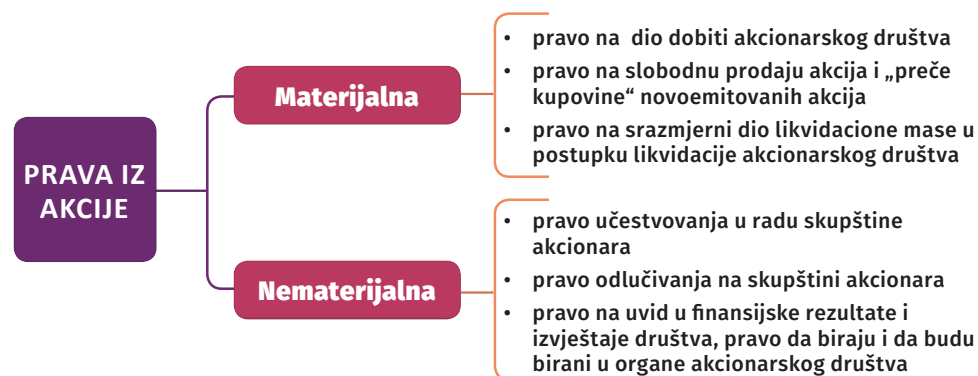 PRAVA IZ
AKCIJE
Materijalna
• pravo na dio dobiti akcionarskog društva
• pravo na slobodnu prodaju akcija i „preče
kupovine“ novoemitovanih akcija
• pravo na srazmjerni dio likvidacione mase u
postupku likvidacije akcionarskog društva
Nematerijalna
• pravo učestvovanja u radu skupštine
akcionara
• pravo odlučivanja na skupštini akcionara
• pravo na uvid u finansijske rezultate i
izvještaje društva, pravo da biraju i da budu
birani u organe akcionarskog društva